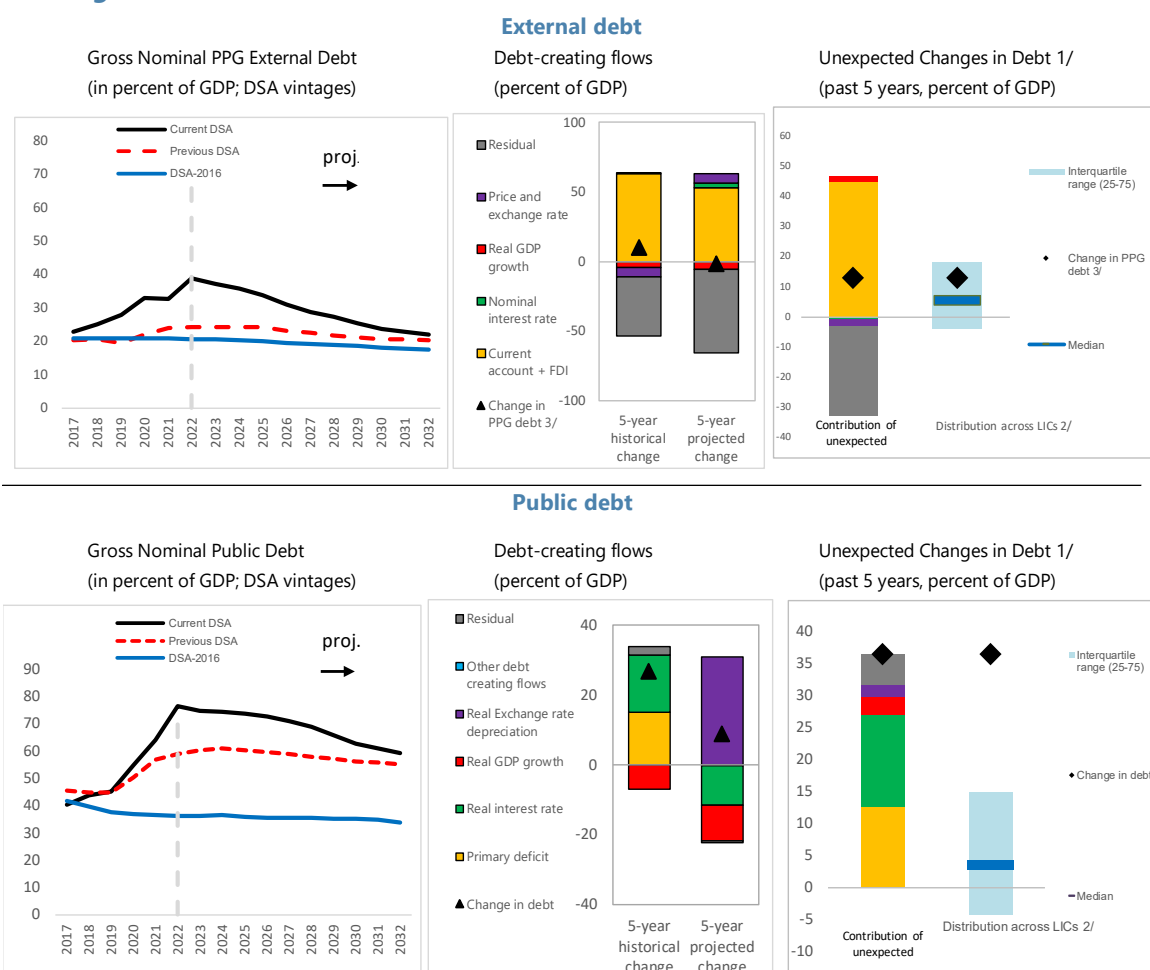 External debt
Gross Nominal PPG External Debt
(in percent of GDP; DSA vintages)
Current DSA
Previous DSA
DSA-2016
proj.
80
70
60
50
40
30
20
10
0
2017 2018 2019 2020 2021 2022 2023 2024 2025 2026 2027 2028 2029 2030 2031 2032
Debt-creating flows
(percent of GDP)
Residual
Price and
exchange rate
Real GDP
growth
Nominal
interest rate
Current
account + FDI
Change in
PPG debt 3/
100
50
0
-50
-100
5-year
historical
change
5-year
projected
change
Unexpected Changes in Debt 1/
(past 5 years, percent of GDP)
60
50
40
30
20
10
0
-10
-20
-30
-40
Contribution of
unexpected
Distribution across LICs 2/
Interquartile
range (25-75)
Change in PPG
debt 3/
Median
Public debt
Gross Nominal Public Debt
(in percent of GDP; DSA vintages)
Current DSA
Previous DSA
DSA-2016
proj.
90
80
70
60
50
40
30
20
10
0
2017 2018 2019 2020 2021 2022 2023 2024 2025 2026 2027 2028 2029 2030 2031 2032
Debt-creating flows
(percent of GDP)
Residual
Other debt
creating flows
Real Exchange rate
depreciation
Real GDP growth
Real interest rate
Primary deficit
Change in debt
40
20
0
-20
-40
5-year
historical
change
5-year
projected
change
Unexpected Changes in Debt 1/
(past 5 years, percent of GDP)
40
35
30
25
20
15
10
5
0
-5
-10
Contribution of
unexpected
Distribution across LICs 2/
Interquartile
range (25-75)
Change in debt
Median